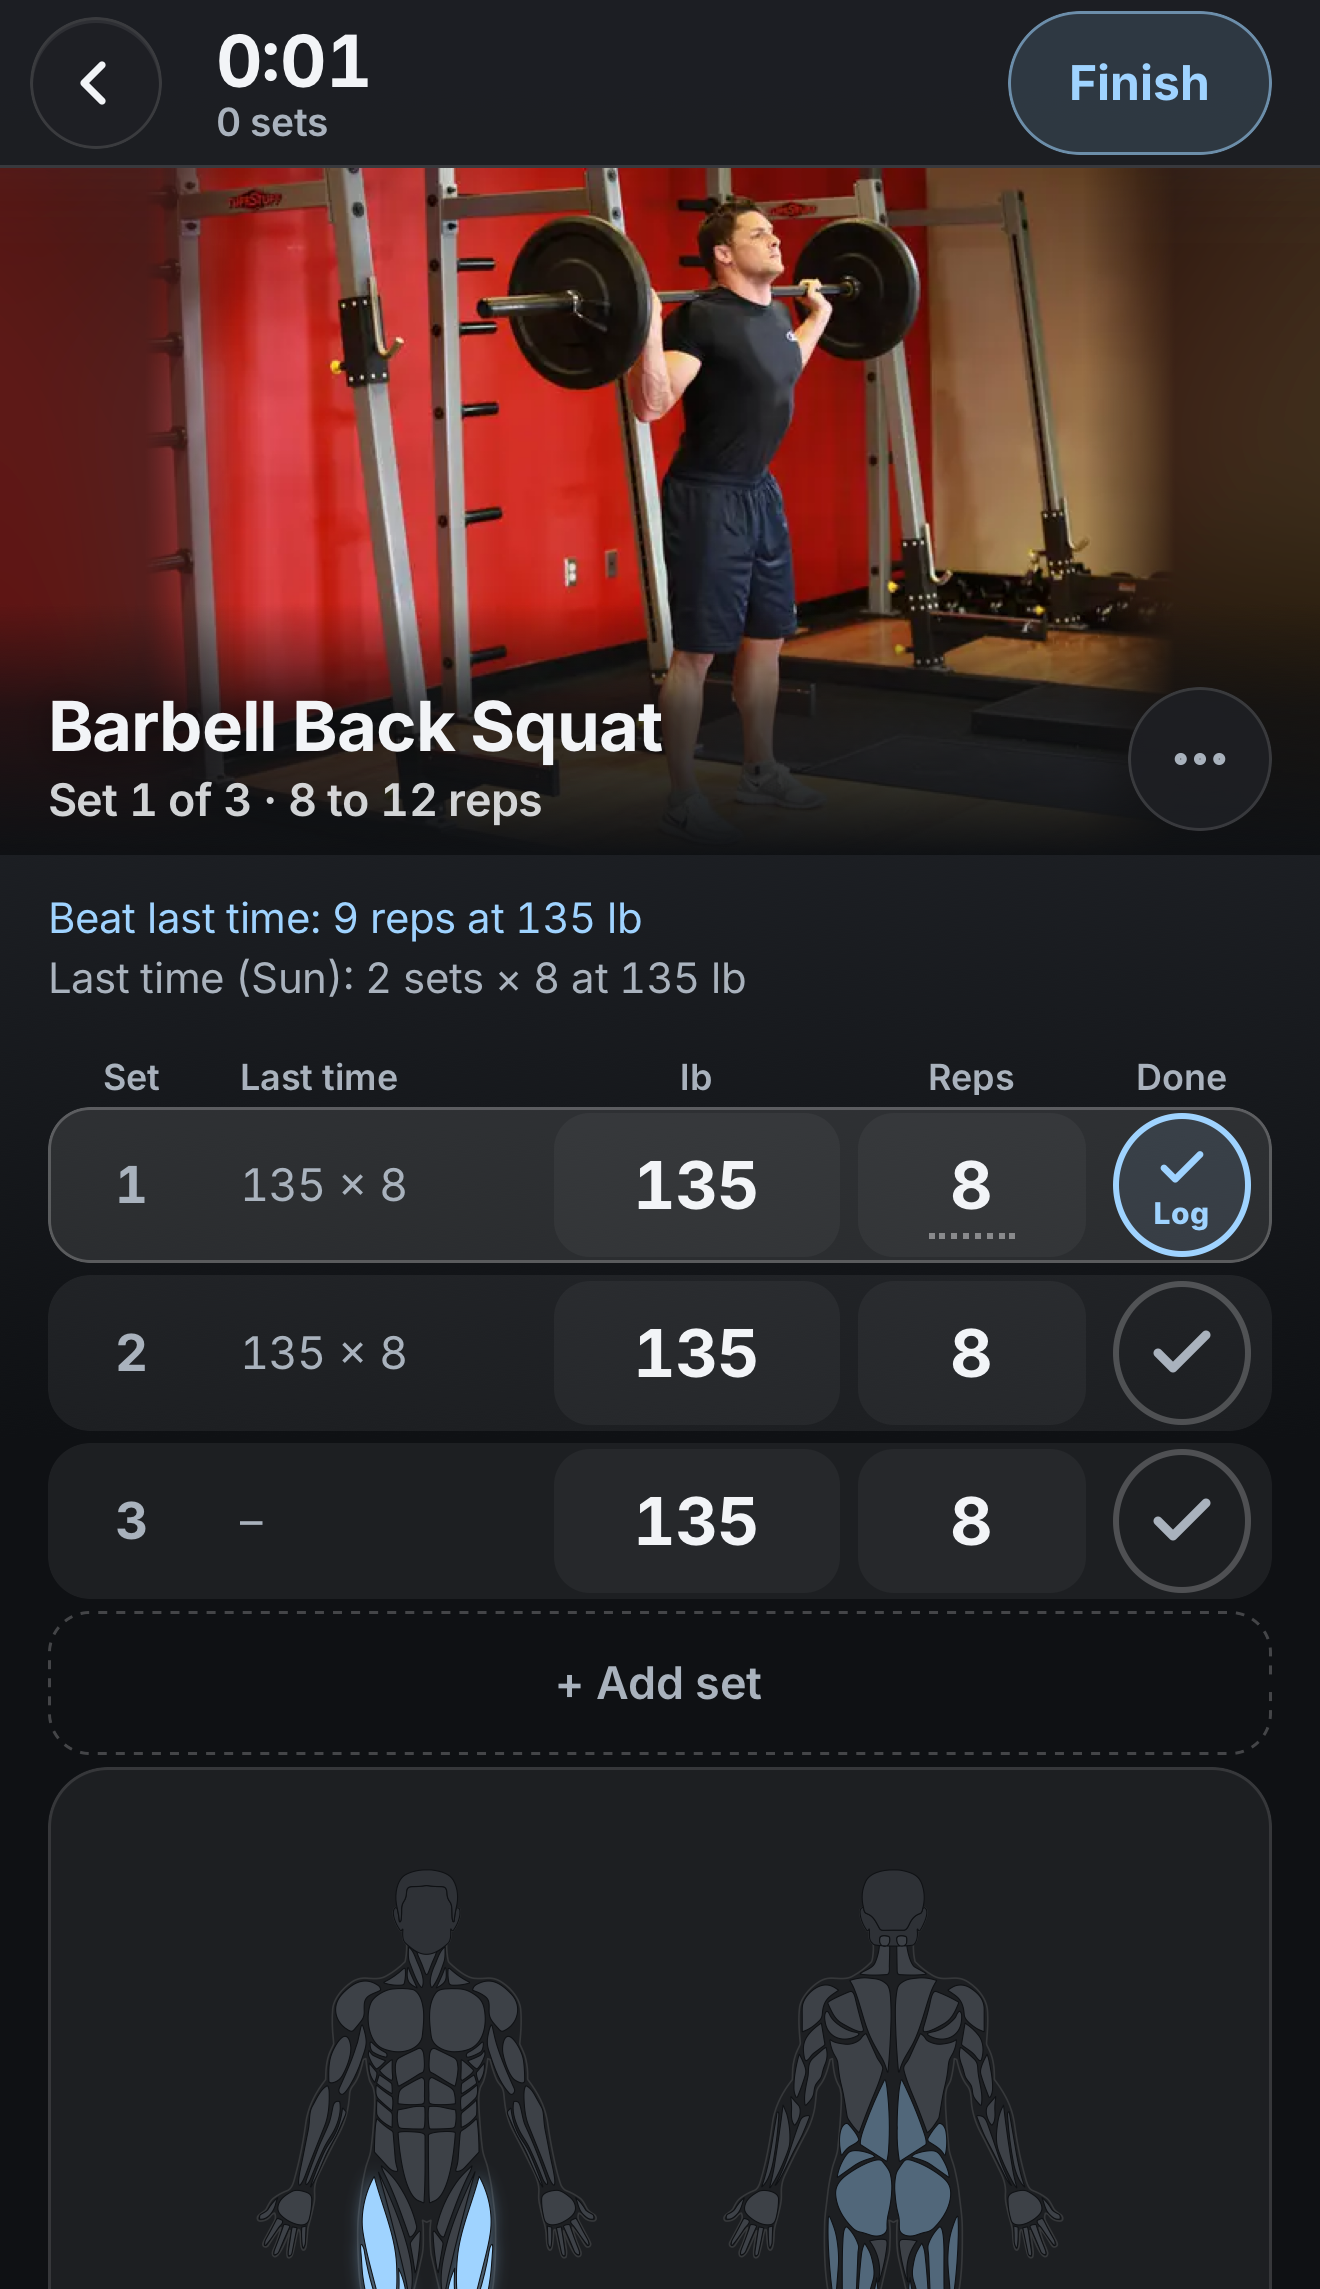 0:01
0 sets
Finish
TUFFSTUFF
Barbell Back Squat
Set 1 of 3 · 8 to 12 reps
Beat last time: 9 reps at 135 lb
Last time (Sun): 2 sets × 8 at 135 lb
Set Last time lb Reps Done
1 135 × 8 135 8 Log
2 135 × 8 135 8
3 – 135 8
+ Add set